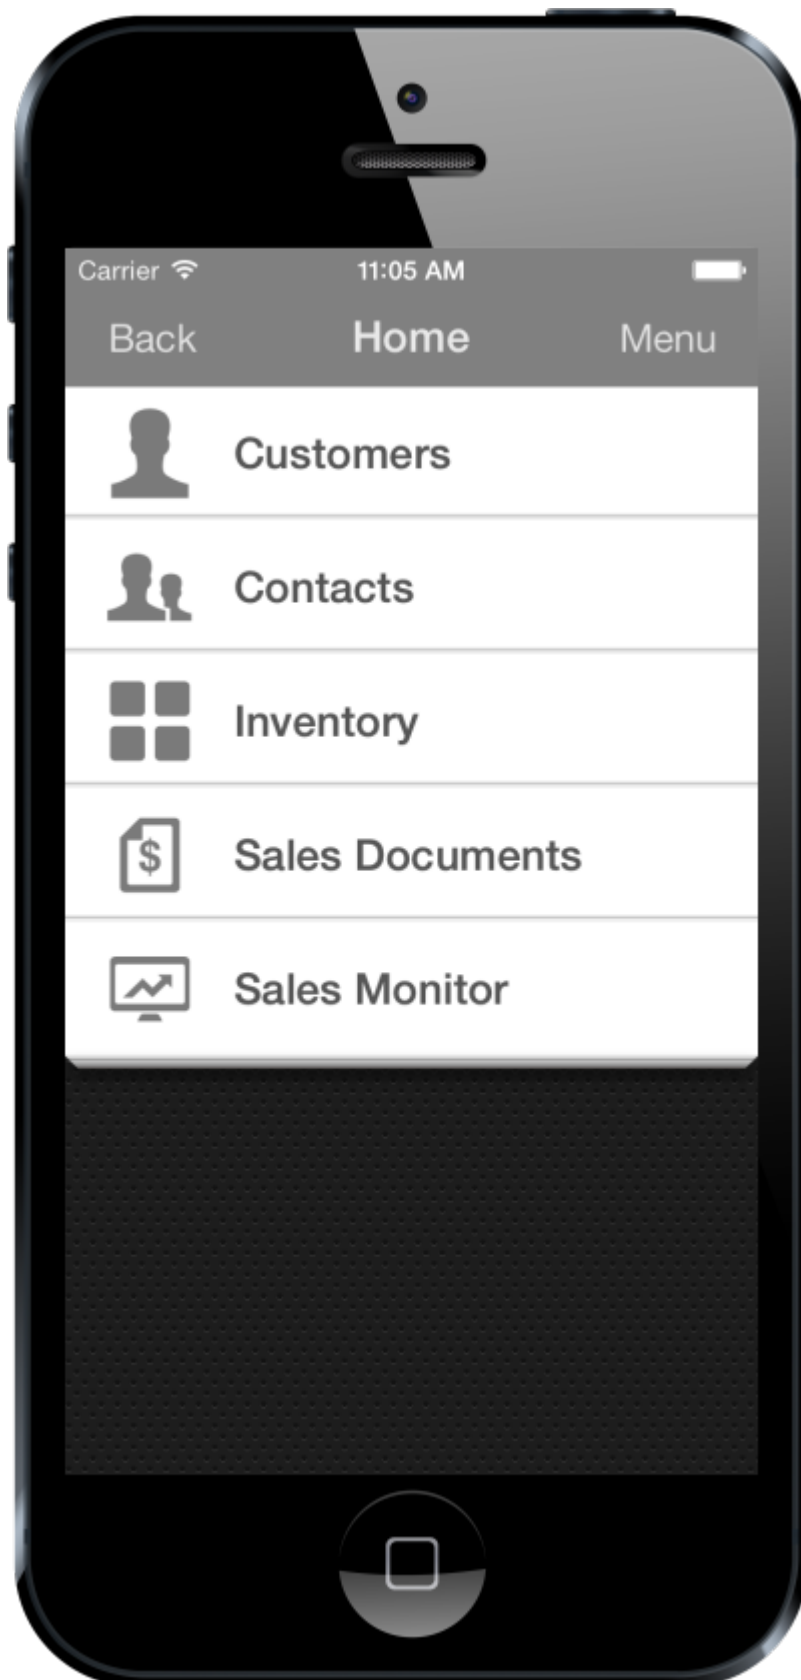 Carrier 11:05 AM
Back Home Menu
Customers
Contacts
Inventory
$ Sales Documents
Sales Monitor